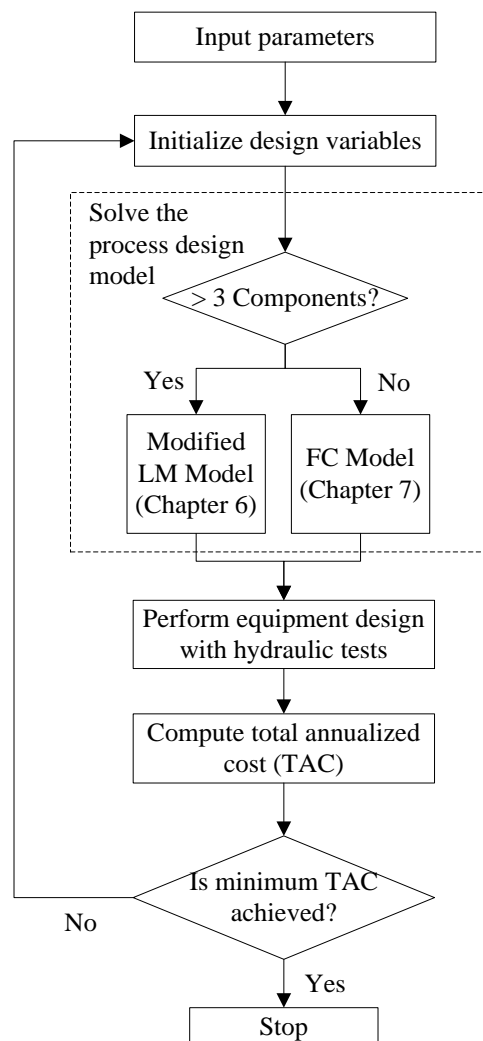 Input parameters
Initialize design variables
Solve the
process design
model
> 3 Components?
Yes
No
Modified
LM Model
(Chapter 6)
FC Model
(Chapter 7)
Perform equipment design
with hydraulic tests
Compute total annualized
cost (TAC)
Is minimum TAC
achieved?
No
Yes
Stop